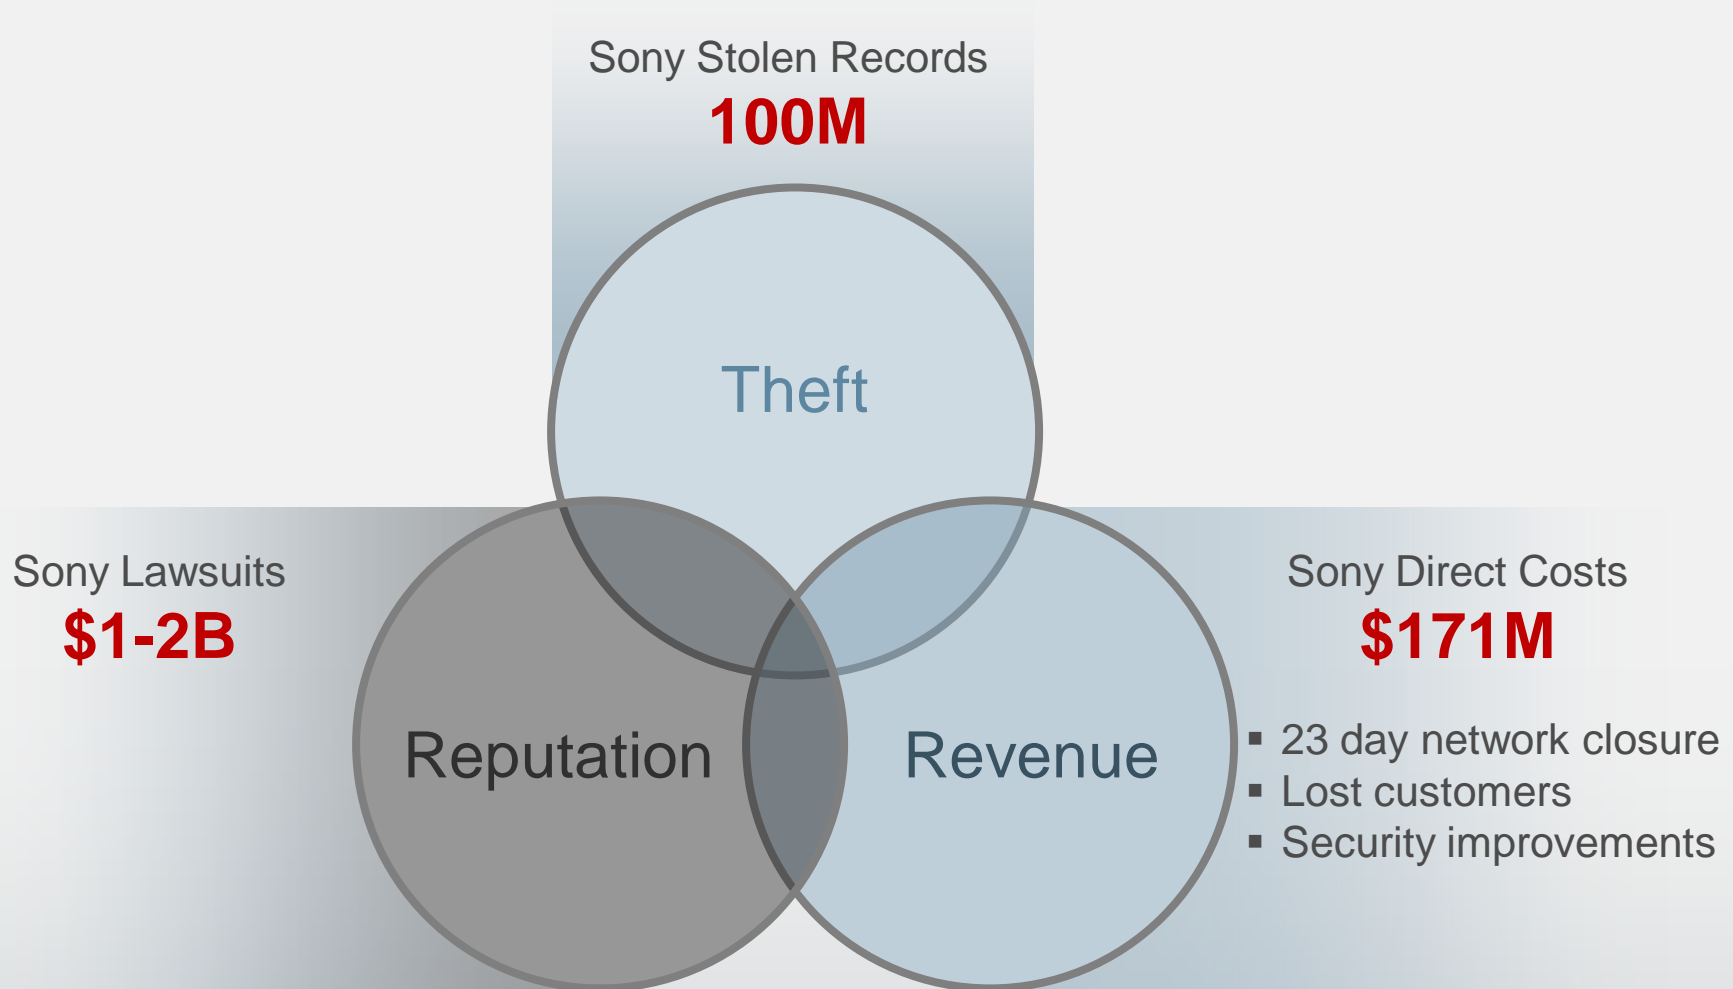 Sony Stolen Records
100M
Theft
Sony Lawsuits
$1-2B
Reputation
Revenue
Sony Direct Costs
$171M
▪ 23 day network closure
▪ Lost customers
▪ Security improvements